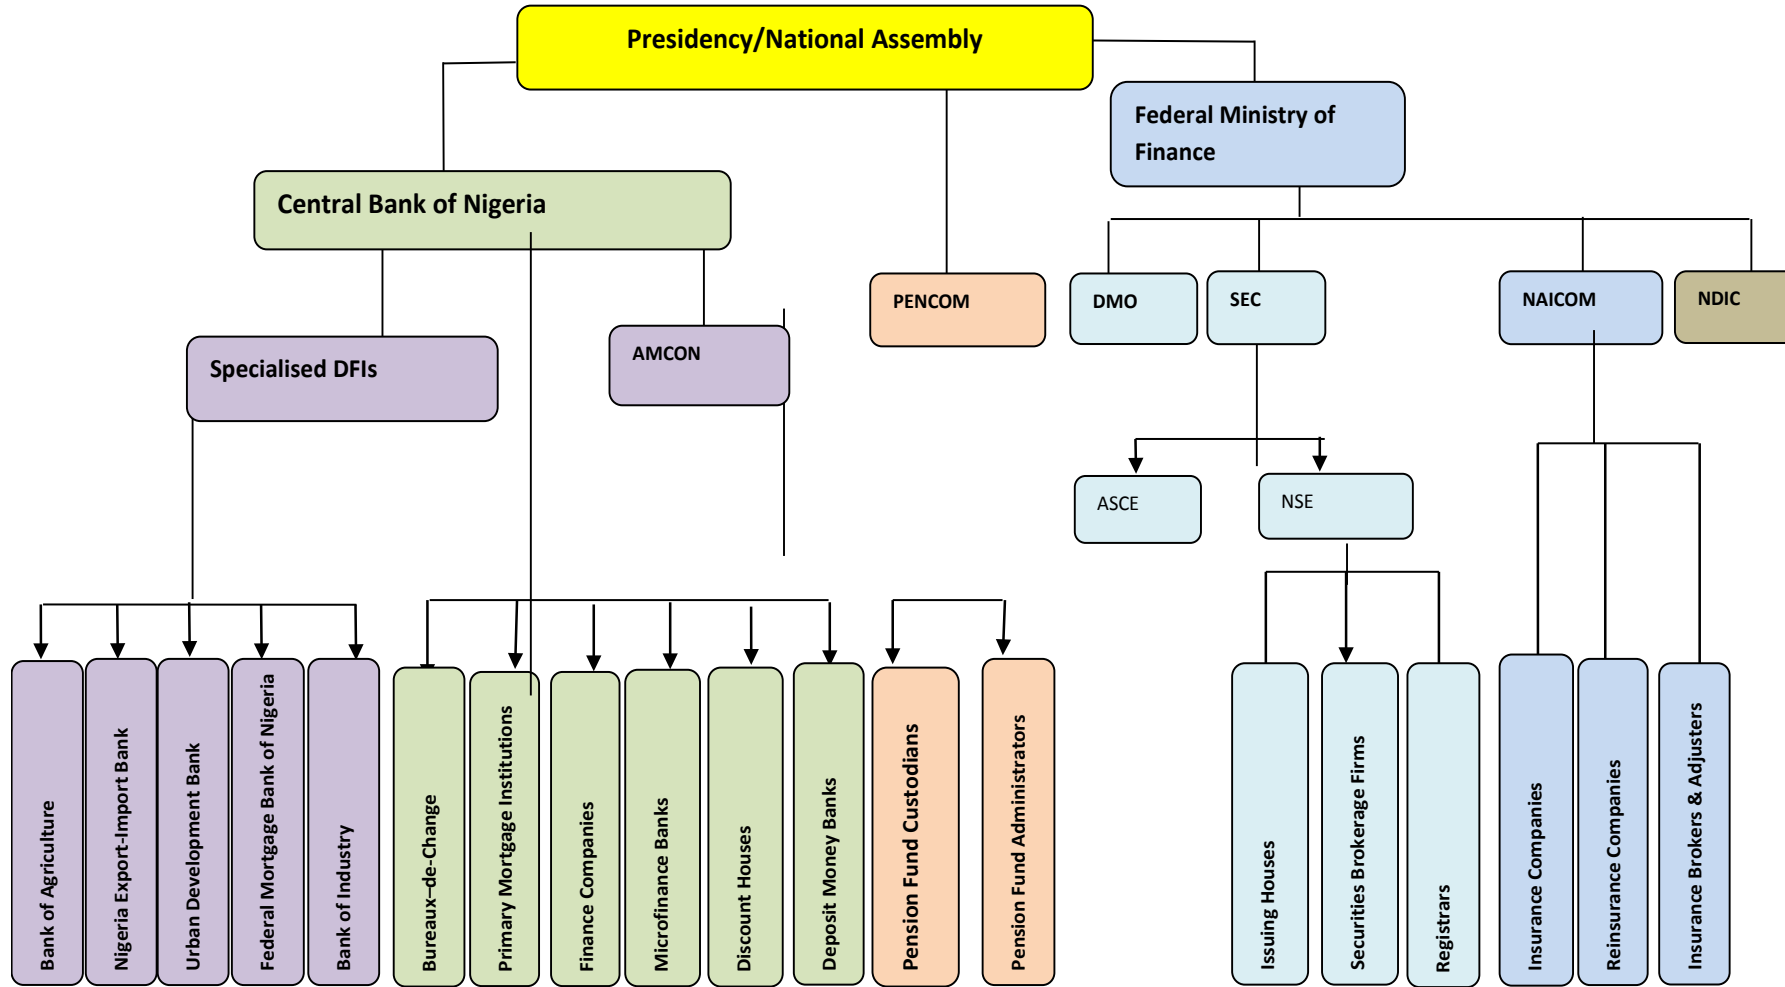 Presidency/National Assembly
Federal Ministry of
Finance
Central Bank of Nigeria
PENCOM
DMO
SEC
NAICOM
NDIC
Specialised DFIs
AMCON
ASCE
NSE
Bank of Agriculture
Nigeria Export-Import Bank
Urban Development Bank
Federal Mortgage Bank of Nigeria
Bank of Industry
Bureaux–de-Change
Primary Mortgage Institutions
Finance Companies
Microfinance Banks
Discount Houses
Deposit Money Banks
Pension Fund Custodians
Pension Fund Administrators
Issuing Houses
Securities Brokerage Firms
Registrars
Insurance Companies
Reinsurance Companies
Insurance Brokers & Adjusters